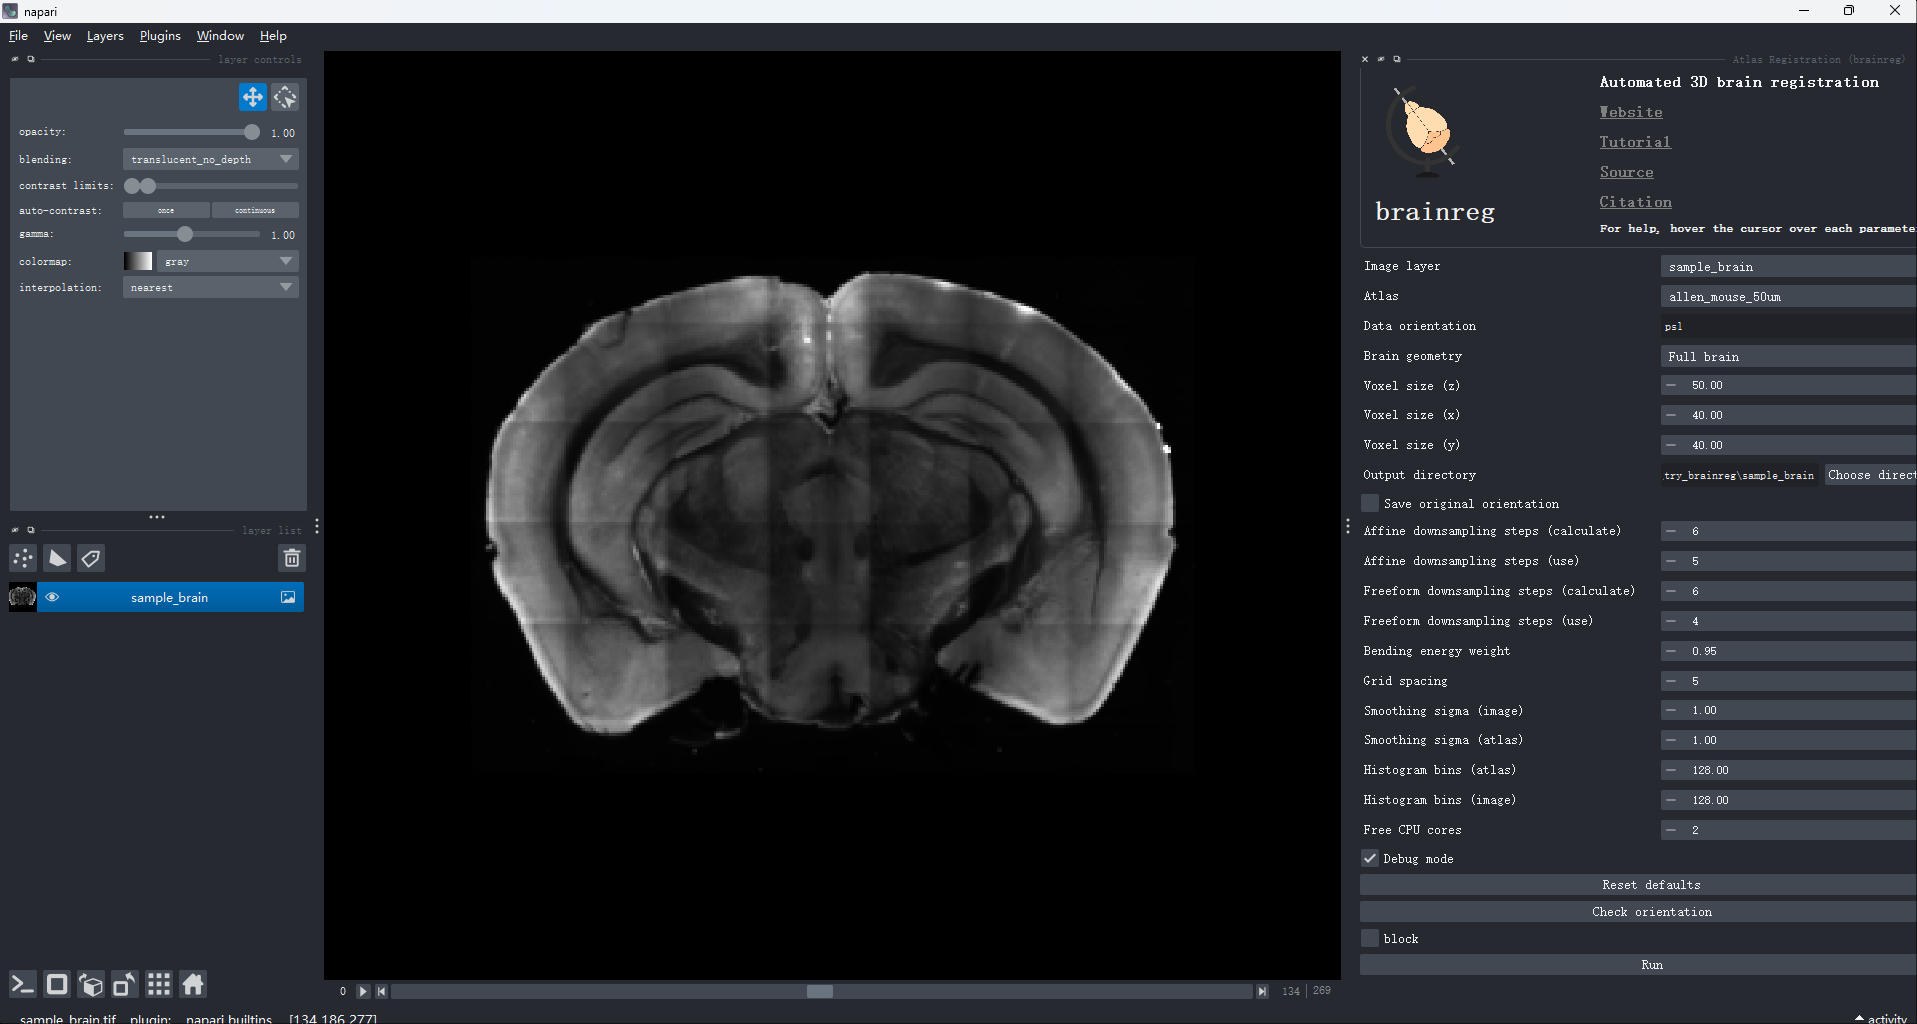 napari
File View Layers Plugins Window Help
layer controls
opacity: 1.00
blending: translucent_no_depth
contrast limits:
auto-contrast: once continuous
gamma: 1.00
colormap: gray
interpolation: nearest
layer list
sample_brain
0 134 269
sample_brain.tif plugin: napari builtins [134 186 277]
Atlas Registration (brainreg)
brainreg
Automated 3D brain registration
Website
Tutorial
Source
Citation
For help, hover the cursor over each paramete
Image layer sample_brain
Atlas allen_mouse_50um
Data orientation psl
Brain geometry Full brain
Voxel size (z) 50.00
Voxel size (x) 40.00
Voxel size (y) 40.00
Output directory try_brainreg\sample_brain Choose direct
Save original orientation
Affine downsampling steps (calculate) 6
Affine downsampling steps (use) 5
Freeform downsampling steps (calculate) 6
Freeform downsampling steps (use) 4
Bending energy weight 0.95
Grid spacing 5
Smoothing sigma (image) 1.00
Smoothing sigma (atlas) 1.00
Histogram bins (atlas) 128.00
Histogram bins (image) 128.00
Free CPU cores 2
Debug mode
Reset defaults
Check orientation
block
Run
activity